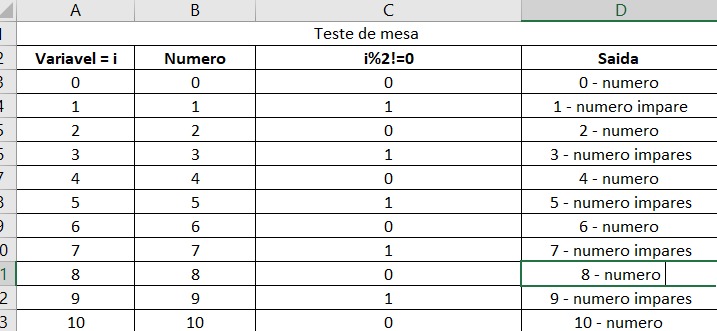 A B C D
Teste de mesa
2 Variavel = i Numero i%2!=0 Saida
3 0 0 0 0 - numero
4 1 1 1 1 - numero impare
5 2 2 0 2 - numero
6 3 3 1 3 - numero impares
7 4 4 0 4 - numero
8 5 5 1 5 - numero impares
9 6 6 0 6 - numero
0 7 7 1 7 - numero impares
1 8 8 0 8 - numero
2 9 9 1 9 - numero impares
3 10 10 0 10 - numero